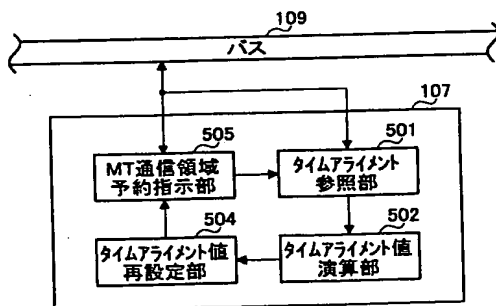 109
バス
107
505
MT通信領域
予約指示部
501
タイムアライメント
参照部
504
タイムアライメント値
再設定部
502
タイムアライメント値
演算部